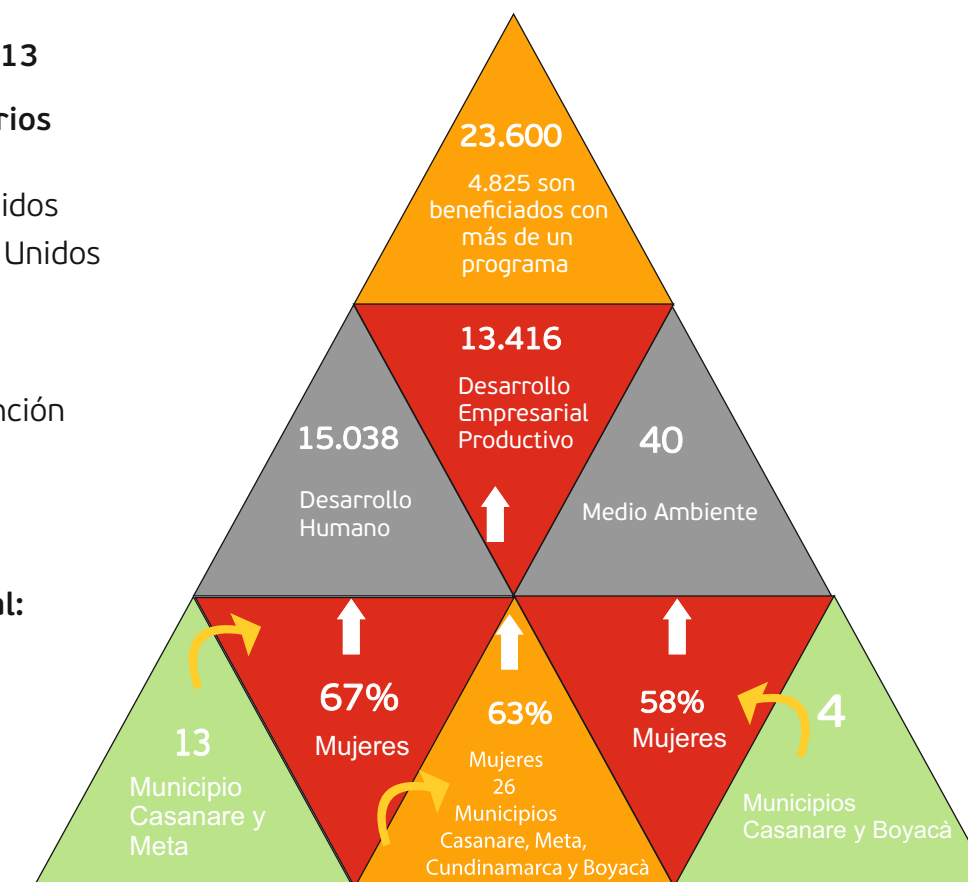 13
rios
idos
Unidos
nción
al:
23.600
4.825 son
beneficiados con
más de un
programa
13.416
Desarrollo
Empresarial
Productivo
15.038
Desarrollo
Humano
40
Medio Ambiente
67%
Mujeres
63%
Mujeres
26
Municipios
Casanare, Meta,
Cundinamarca y Boyacà
58%
Mujeres
13
Municipio
Casanare y
Meta
4
Municipios
Casanare y Boyacà